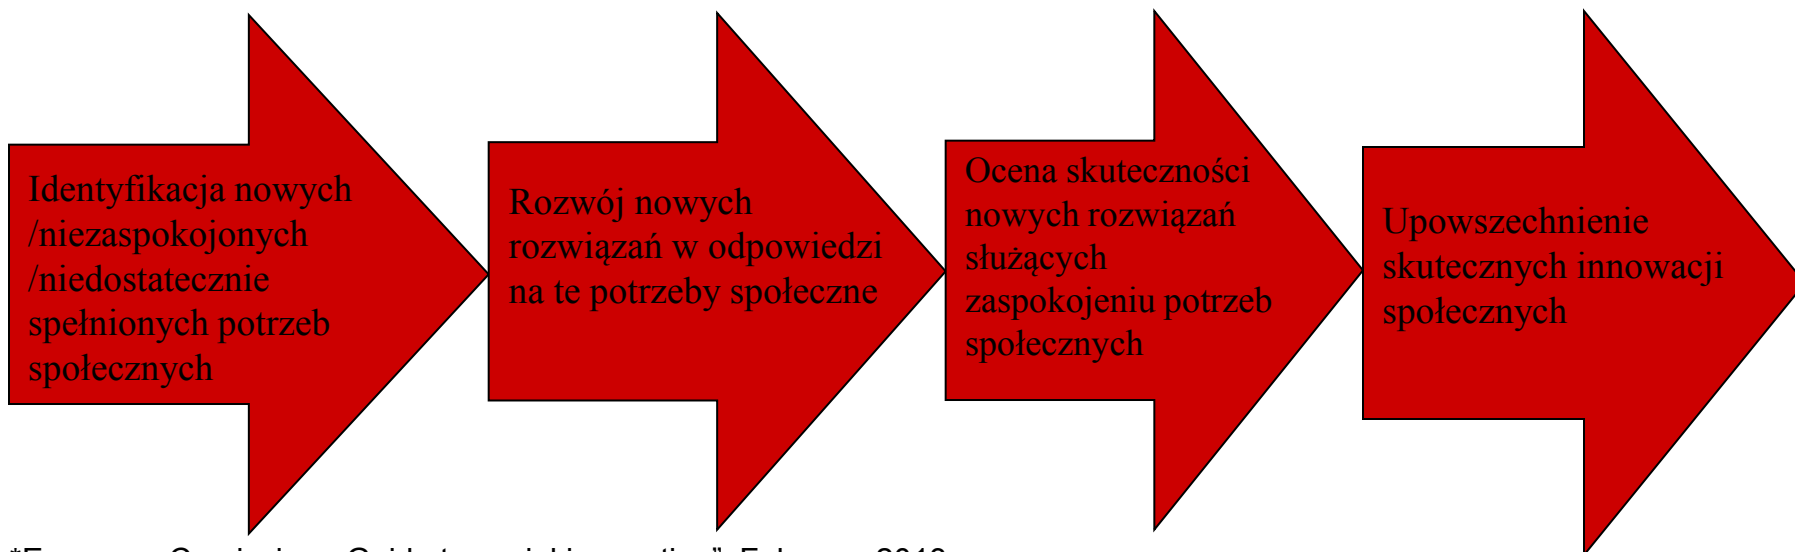 Identyfikacja nowych
/niezaspokojonych
/niedostatecznie
spełnionych potrzeb
społecznych
Rozwój nowych
rozwiązań w odpowiedzi
na te potrzeby społeczne
Ocena skuteczności
nowych rozwiązań
służących
zaspokojeniu potrzeb
społecznych
Upowszechnienie
skutecznych innowacji
społecznych